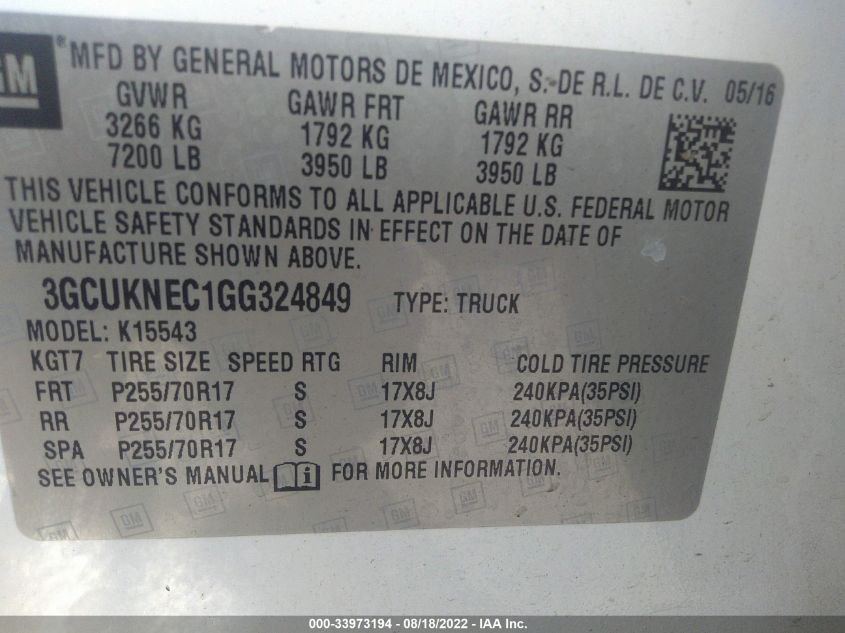 GM ® MFD BY GENERAL MOTORS DE MEXICO, S. DE R.L. DE C.V. 05/16
GVWR GAWR FRT GAWR RR
3266 KG 1792 KG 1792 KG
7200 LB 3950 LB 3950 LB
THIS VEHICLE CONFORMS TO ALL APPLICABLE U.S. FEDERAL MOTOR
VEHICLE SAFETY STANDARDS IN EFFECT ON THE DATE OF
MANUFACTURE SHOWN ABOVE.
3GCUKNEC1GG324849 TYPE: TRUCK
MODEL: K15543
KGT7 TIRE SIZE SPEED RTG RIM COLD TIRE PRESSURE
FRT P255/70R17 S 17X8J 240KPA(35PSI)
RR P255/70R17 S 17X8J 240KPA(35PSI)
SPA P255/70R17 S 17X8J 240KPA(35PSI)
SEE OWNER'S MANUAL i FOR MORE INFORMATION.
000-33973194 - 08/18/2022 - IAA Inc.